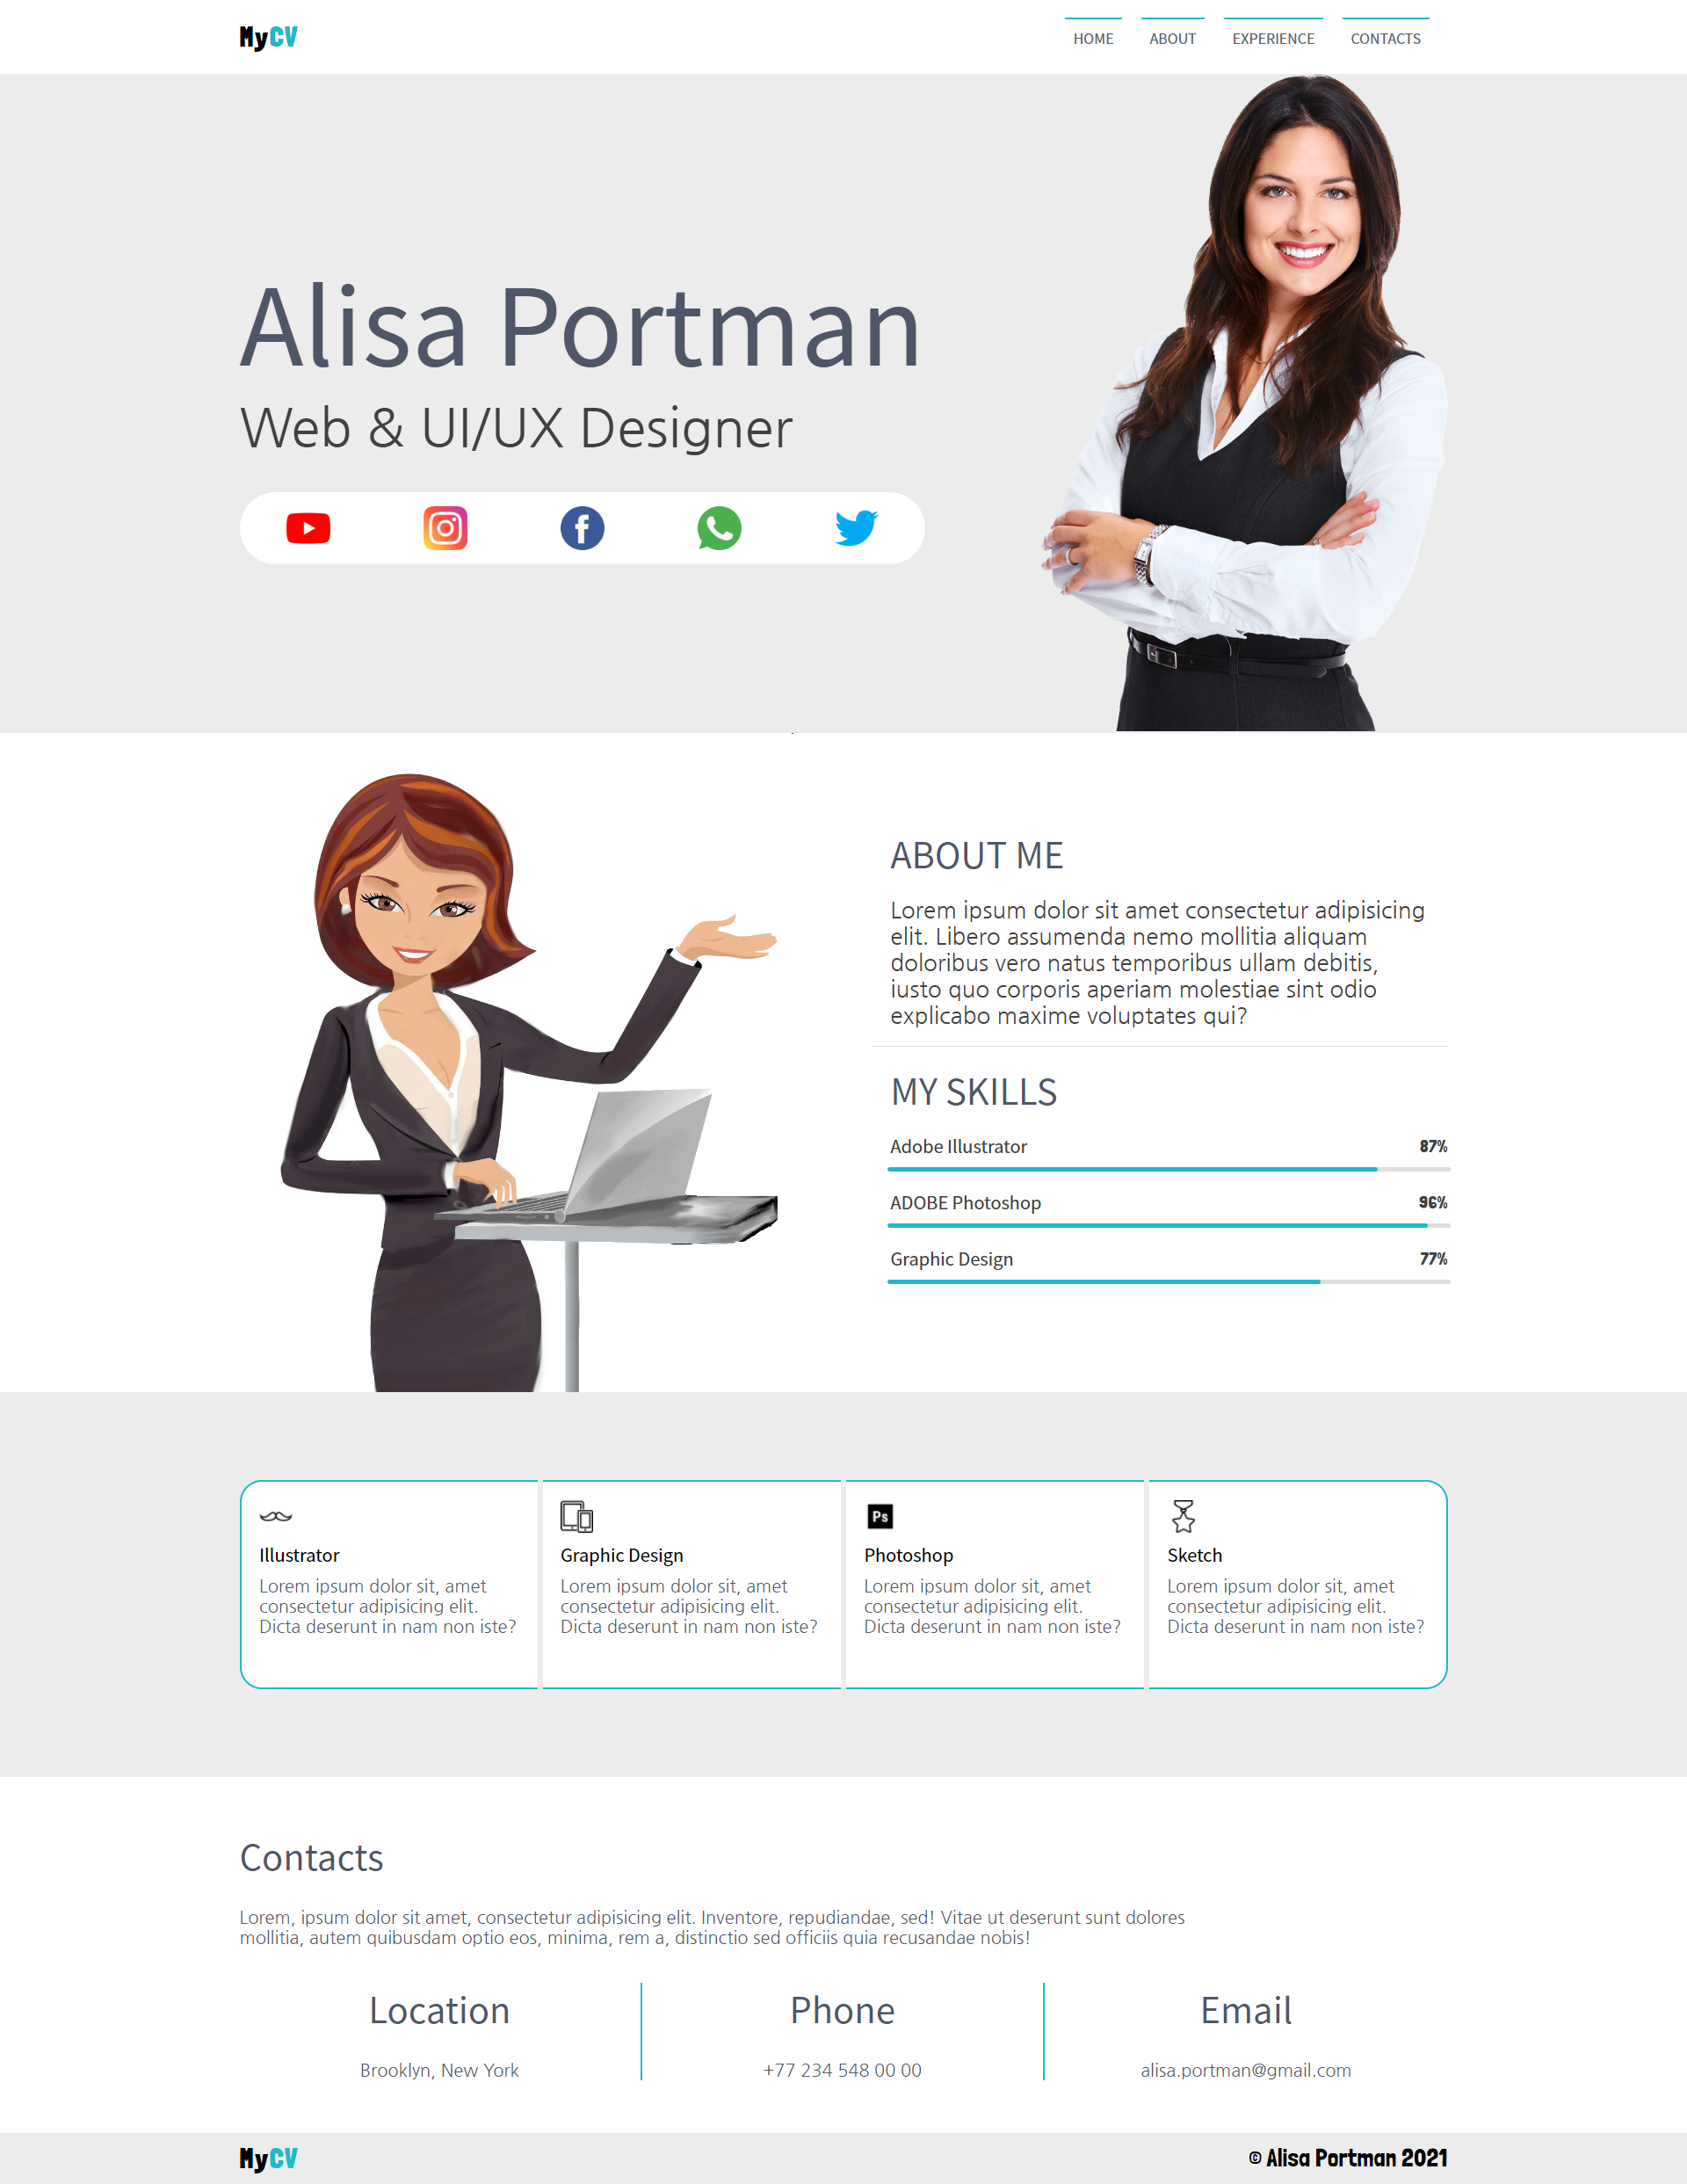 MyCV
HOME ABOUT EXPERIENCE CONTACTS
Alisa Portman
Web & UI/UX Designer
ABOUT ME
Lorem ipsum dolor sit amet consectetur adipisicing
elit. Libero assumenda nemo mollitia aliquam
doloribus vero natus temporibus ullam debitis,
iusto quo corporis aperiam molestiae sint odio
explicabo maxime voluptates qui?
MY SKILLS
Adobe Illustrator 87%
ADOBE Photoshop 96%
Graphic Design 77%
Illustrator
Lorem ipsum dolor sit, amet
consectetur adipisicing elit.
Dicta deserunt in nam non iste?
Graphic Design
Lorem ipsum dolor sit, amet
consectetur adipisicing elit.
Dicta deserunt in nam non iste?
Ps
Photoshop
Lorem ipsum dolor sit, amet
consectetur adipisicing elit.
Dicta deserunt in nam non iste?
Sketch
Lorem ipsum dolor sit, amet
consectetur adipisicing elit.
Dicta deserunt in nam non iste?
Contacts
Lorem, ipsum dolor sit amet, consectetur adipisicing elit. Inventore, repudiandae, sed! Vitae ut deserunt sunt dolores
mollitia, autem quibusdam optio eos, minima, rem a, distinctio sed officiis quia recusandae nobis!
Location
Brooklyn, New York
Phone
+77 234 548 00 00
Email
alisa.portman@gmail.com
MyCV
© Alisa Portman 2021